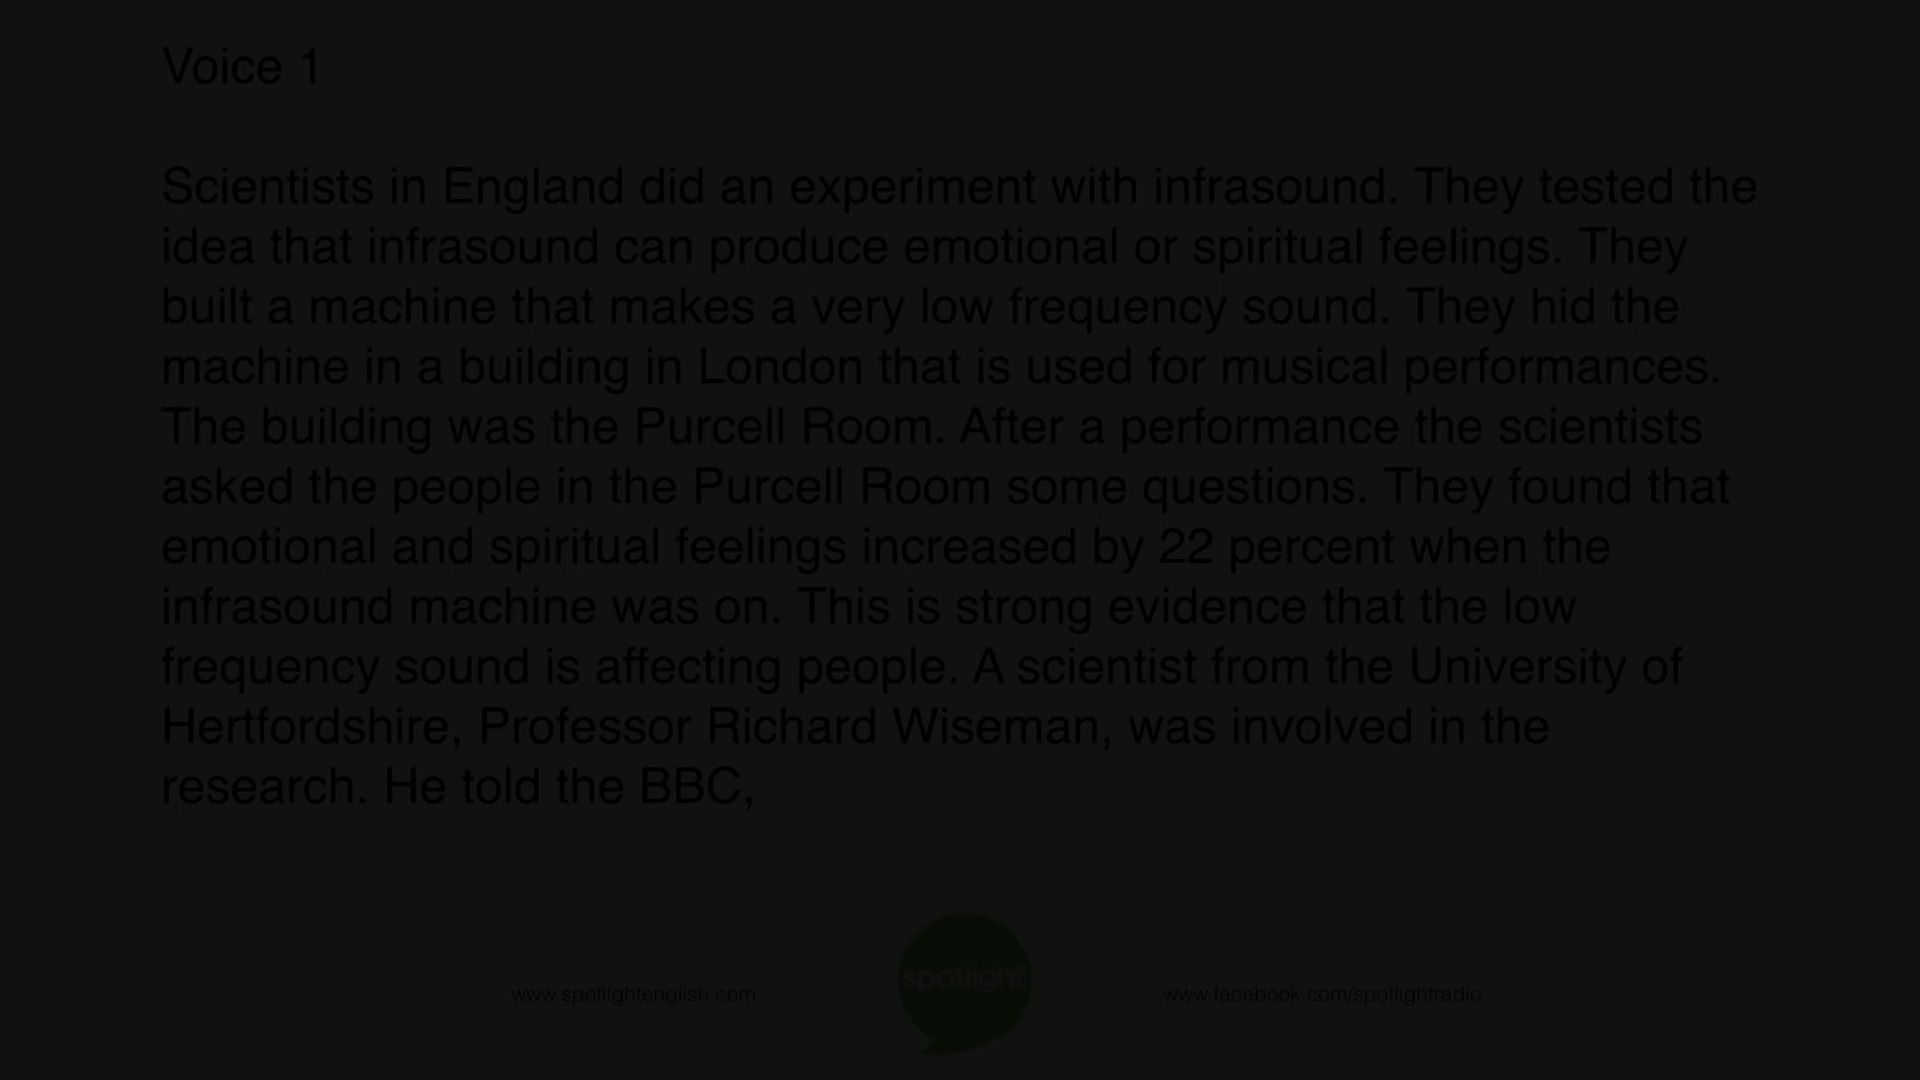 Voice 1
Scientists in England did an experiment with infrasound. They tested the
idea that infrasound can produce emotional or spiritual feelings. They
built a machine that makes a very low frequency sound. They hid the
machine in a building in London that is used for musical performances.
The building was the Purcell Room. After a performance the scientists
asked the people in the Purcell Room some questions. They found that
emotional and spiritual feelings increased by 22 percent when the
infrasound machine was on. This is strong evidence that the low
frequency sound is affecting people. A scientist from the University of
Hertfordshire, Professor Richard Wiseman, was involved in the
research. He told the BBC,
spotlight
www.spotlightenglish.com
www.facebook.com/spotlightradio